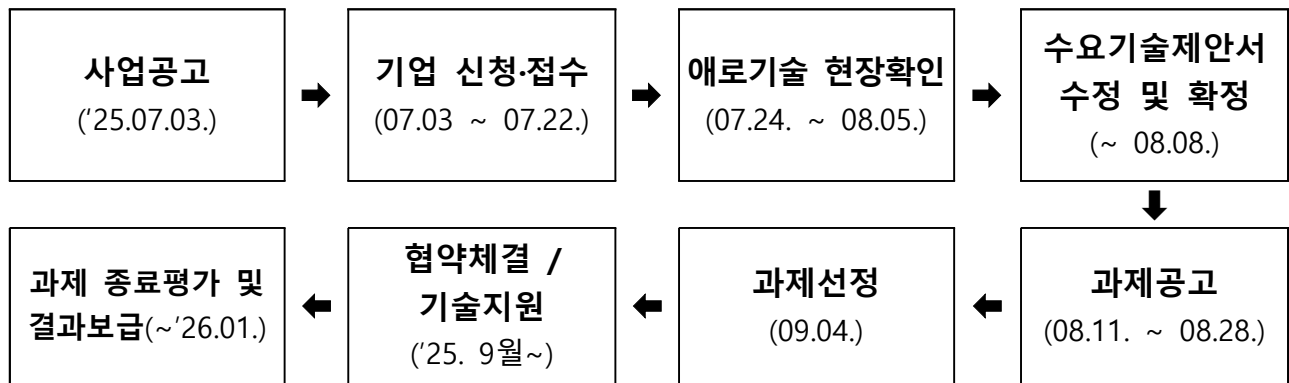 사업공고
('25.07.03.)
기업 신청·접수
(07.03 ~ 07.22.)
애로기술 현장확인
(07.24. ~ 08.05.)
수요기술제안서
수정 및 확정
(~ 08.08.)
과제공고
(08.11. ~ 08.28.)
과제선정
(09.04.)
협약체결 /
기술지원
('25. 9월~)
과제 종료평가 및
결과보급(~'26.01.)